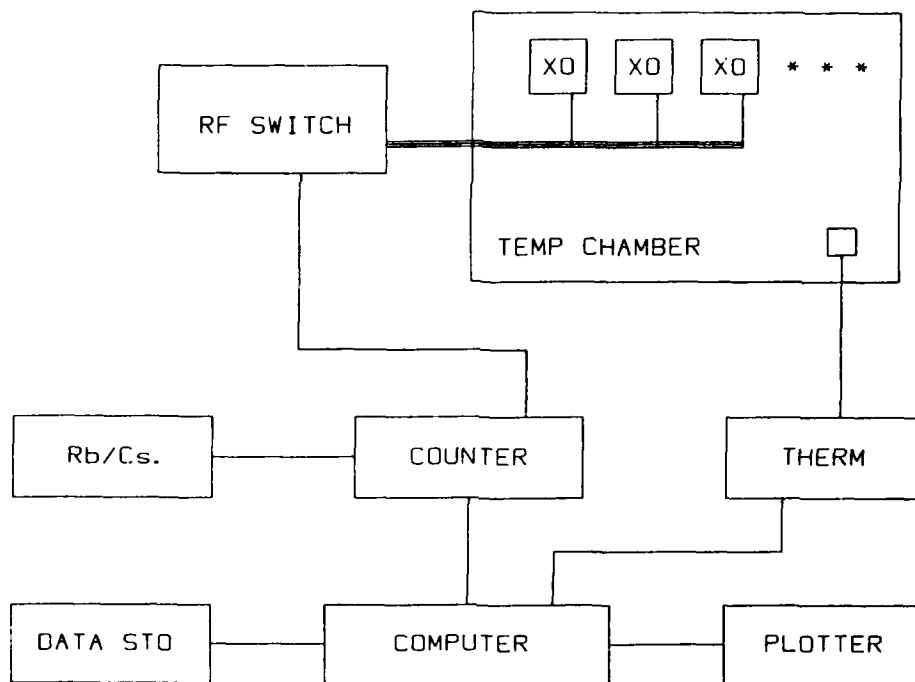 XO XO XO * * *
RF SWITCH
TEMP CHAMBER
Rb/Cs.
COUNTER
THERM
DATA STO
COMPUTER
PLOTTER